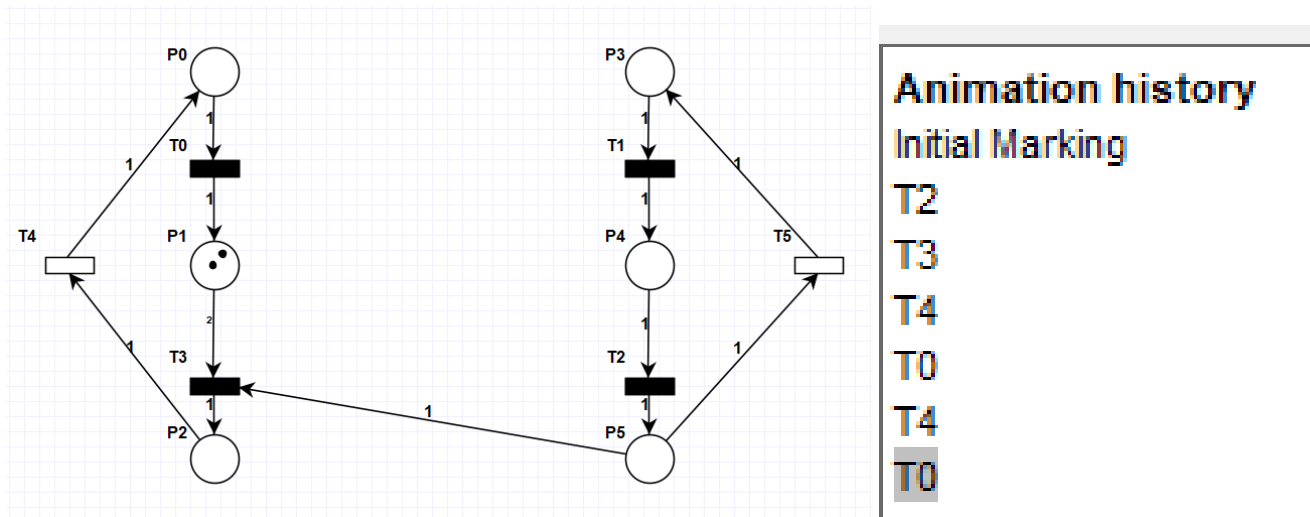 P0
P3
1
1
T0
T1
1
1
1
1
T4
P1
P4
T5
2
1
1
1
T3
T2
1
1
1
P2
P5
Animation history
Initial Marking
T2
T3
T4
T0
T4
T0